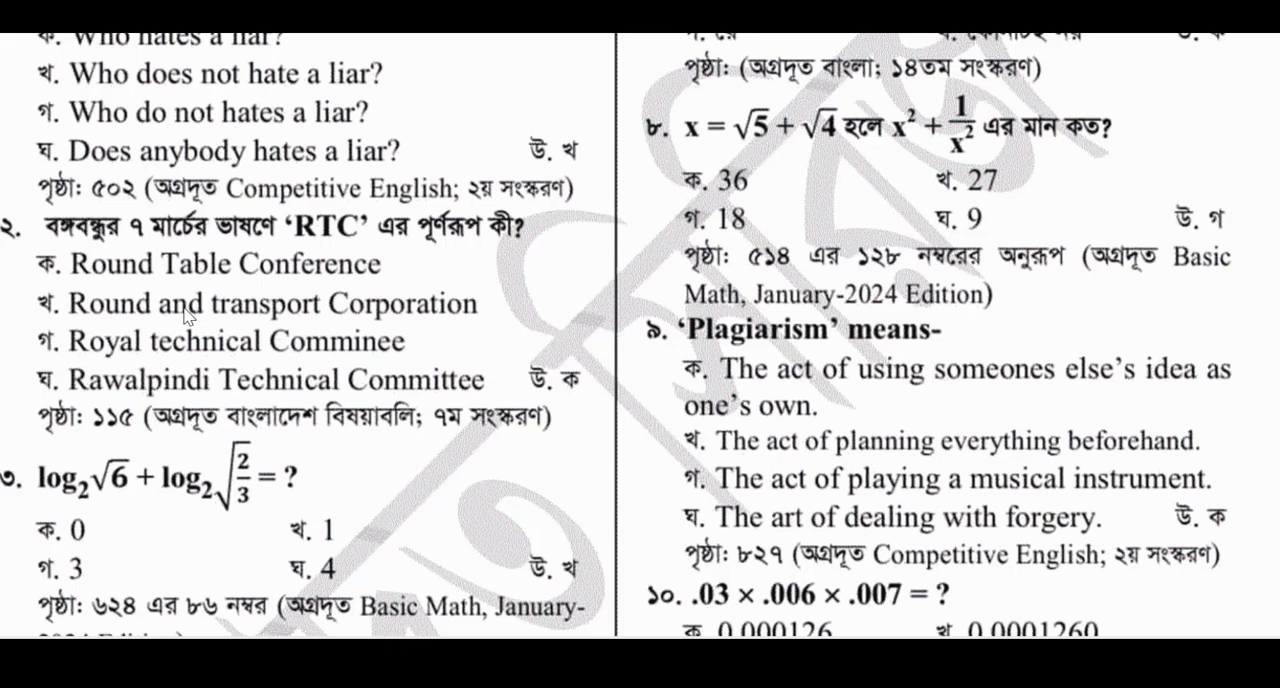 ক. Who hates a liar?
খ. Who does not hate a liar?
গ. Who do not hates a liar?
ঘ. Does anybody hates a liar? উ. খ
পৃষ্ঠাঃ ৫০২ (অগ্রদূত Competitive English; ২য় সংস্করণ)
২. বঙ্গবন্ধুর ৭ মার্চের ভাষণে ‘RTC’ এর পূর্ণরূপ কী?
ক. Round Table Conference
খ. Round and transport Corporation
গ. Royal technical Comminee
ঘ. Rawalpindi Technical Committee উ. ক
পৃষ্ঠাঃ ১১৫ (অগ্রদূত বাংলাদেশ বিষয়াবলি; ৭ম সংস্করণ)
৩. log₂√6 + log₂√(2/3) = ?
ক. 0 খ. 1
গ. 3 ঘ. 4 উ. খ
পৃষ্ঠাঃ ৬২৪ এর ৮৬ নম্বর (অগ্রদূত Basic Math, January-
পৃষ্ঠাঃ (অগ্রদূত বাংলা; ১৪তম সংস্করণ)
৮. x = √5 + √4 হলে x² + 1/x² এর মান কত?
ক. 36 খ. 27
গ. 18 ঘ. 9 উ. গ
পৃষ্ঠাঃ ৫১৪ এর ১২৮ নম্বরের অনুরূপ (অগ্রদূত Basic
Math, January-2024 Edition)
৯. ‘Plagiarism’ means-
ক. The act of using someones else’s idea as
one’s own.
খ. The act of planning everything beforehand.
গ. The act of playing a musical instrument.
ঘ. The art of dealing with forgery. উ. ক
পৃষ্ঠাঃ ৮২৭ (অগ্রদূত Competitive English; ২য় সংস্করণ)
১০. .03 × .006 × .007 = ?
ক 0.000126 খ 0.0001260